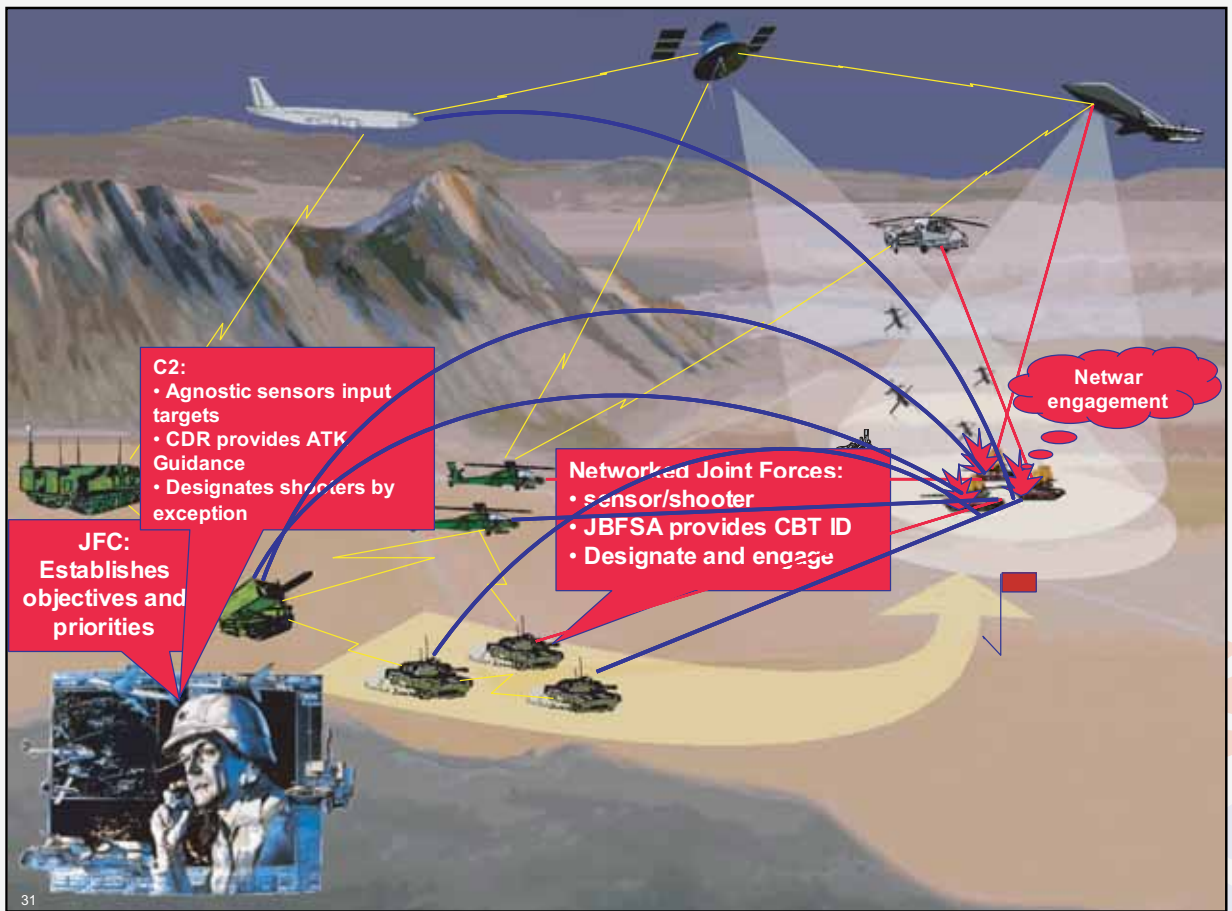 C2:
• Agnostic sensors input
targets
• CDR provides ATK
Guidance
• Designates shooters by
exception
JFC:
Establishes
objectives and
priorities
Networked Joint Forces:
• sensor/shooter
• JBFSA provides CBT ID
• Designate and engage
Netwar
engagement
31